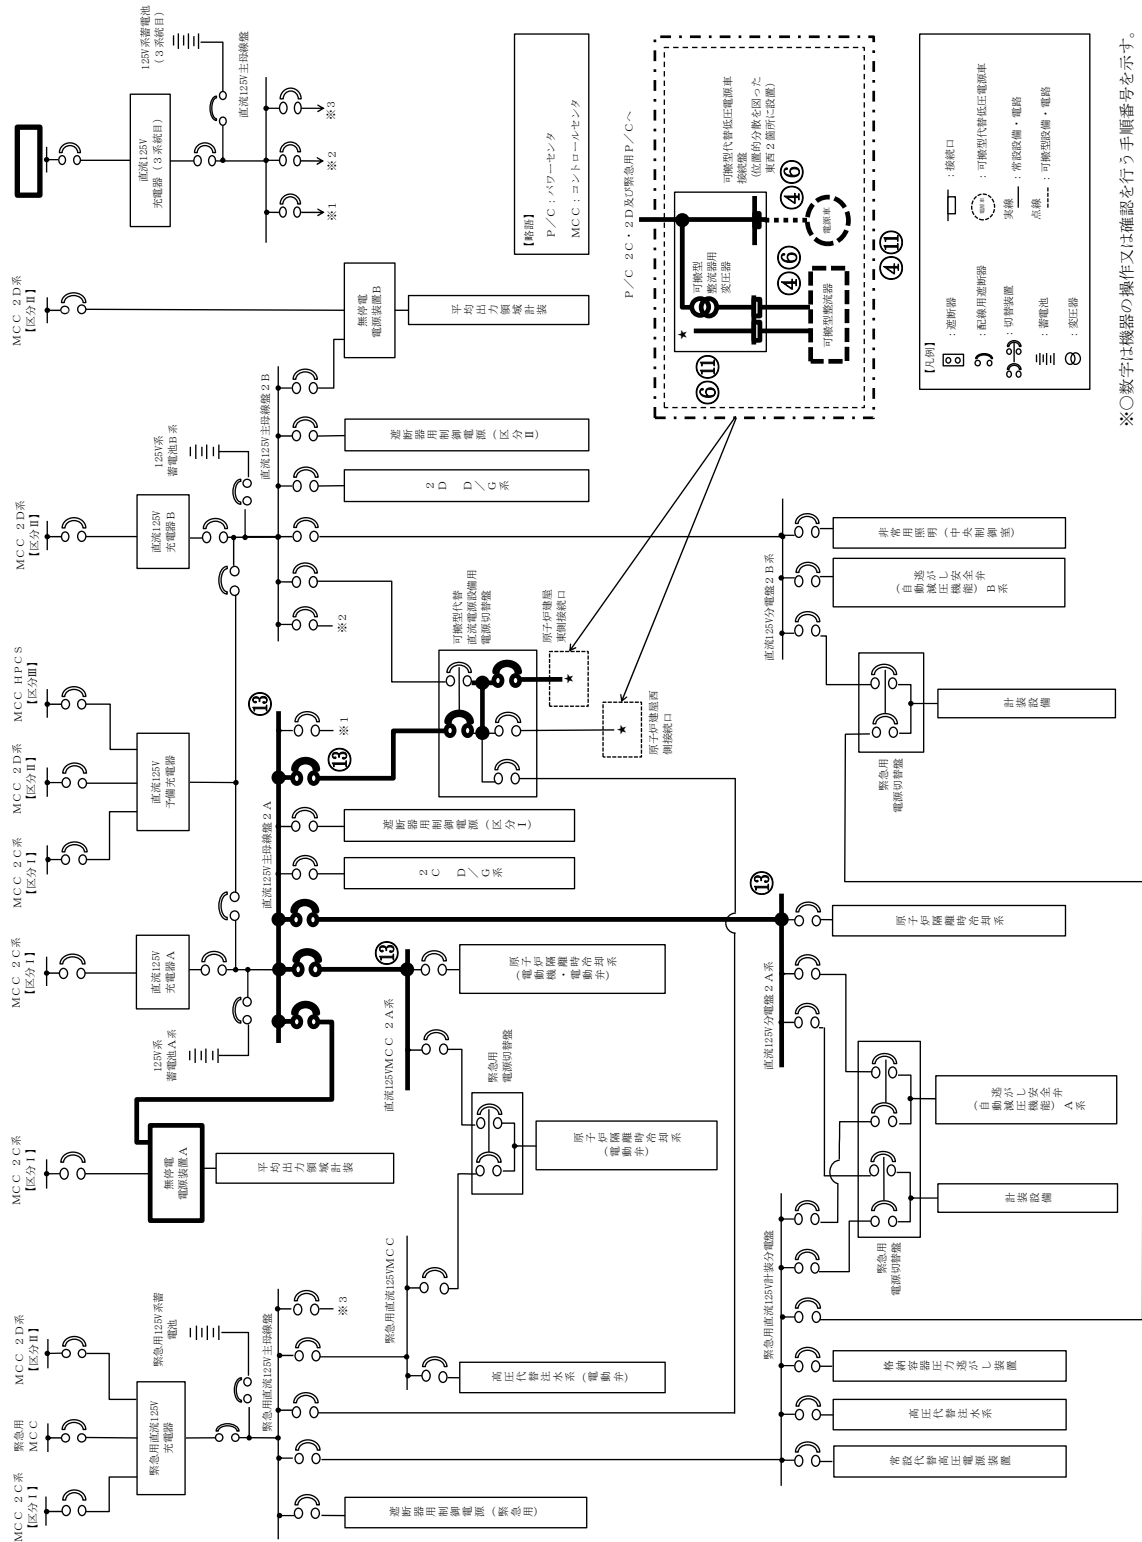 125V系蓄電池
(3系統目)
直流125V主母線盤
直流125V
充電器(3系統目)
※1
※2
※3
【略語】
P/C:パワーセンタ
MCC:コントロールセンタ
P/C 2C・2D及び緊急用P/Cへ
可搬型代替低圧電源車
接続盤
(位置的分散を図った
東西2箇所に設置)
可搬型
整流器用
変圧器
★
④⑥
④⑥
電源車
可搬型整流器
⑥⑪
④⑪
【凡例】
:遮断器
:配線用遮断器
:切替装置
:蓄電池
:変圧器
:接続口
電源車
:可搬型代替低圧電源車
実線
:常設設備・電路
点線
:可搬型設備・電路
※○数字は機器の操作又は確認を行う手順番号を示す。
MCC 2D系
【区分Ⅱ】
無停電
電源装置B
平均出力領域計装
MCC 2D系
【区分Ⅱ】
直流125V
充電器B
125V系
蓄電池B系
直流125V主母線盤2B
遮断器用制御電源(区分Ⅱ)
2D D/G系
※2
可搬型代替
直流電源設備用
電源切替盤
原子炉建屋
東側接続口
★
原子炉建屋西
側接続口
★
直流125V分電盤2B系
非常用照明(中央制御室)
逃がし安全弁
(自動減圧機能)B系
緊急用
電源切替盤
計装設備
MCC HPCS
【区分Ⅲ】
MCC 2D系
【区分Ⅱ】
MCC 2C系
【区分Ⅰ】
直流125V
予備充電器
MCC 2C系
【区分Ⅰ】
直流125V
充電器A
125V系
蓄電池A系
直流125V主母線盤2A
⑬
※1
⑬
遮断器用制御電源(区分Ⅰ)
2C D/G系
⑬
直流125VMCC 2A系
原子炉隔離時冷却系
(電動機・電動弁)
緊急用
電源切替盤
原子炉隔離時冷却系
(電動弁)
⑬
直流125V分電盤2A系
原子炉隔離時冷却系
逃がし安全弁
(自動減圧機能)A系
計装設備
緊急用
電源切替盤
MCC 2C系
【区分Ⅰ】
無停電
電源装置A
平均出力領域計装
MCC 2D系
【区分Ⅱ】
緊急用
MCC
MCC 2C系
【区分Ⅰ】
緊急用直流125V
充電器
緊急用125V系蓄
電池
緊急用直流125V主母線盤
※3
遮断器用制御電源(緊急用)
緊急用直流125VMCC
高圧代替注水系(電動弁)
緊急用直流125V計装分電盤
格納容器圧力逃がし装置
高圧代替注水系
常設代替高圧電源装置